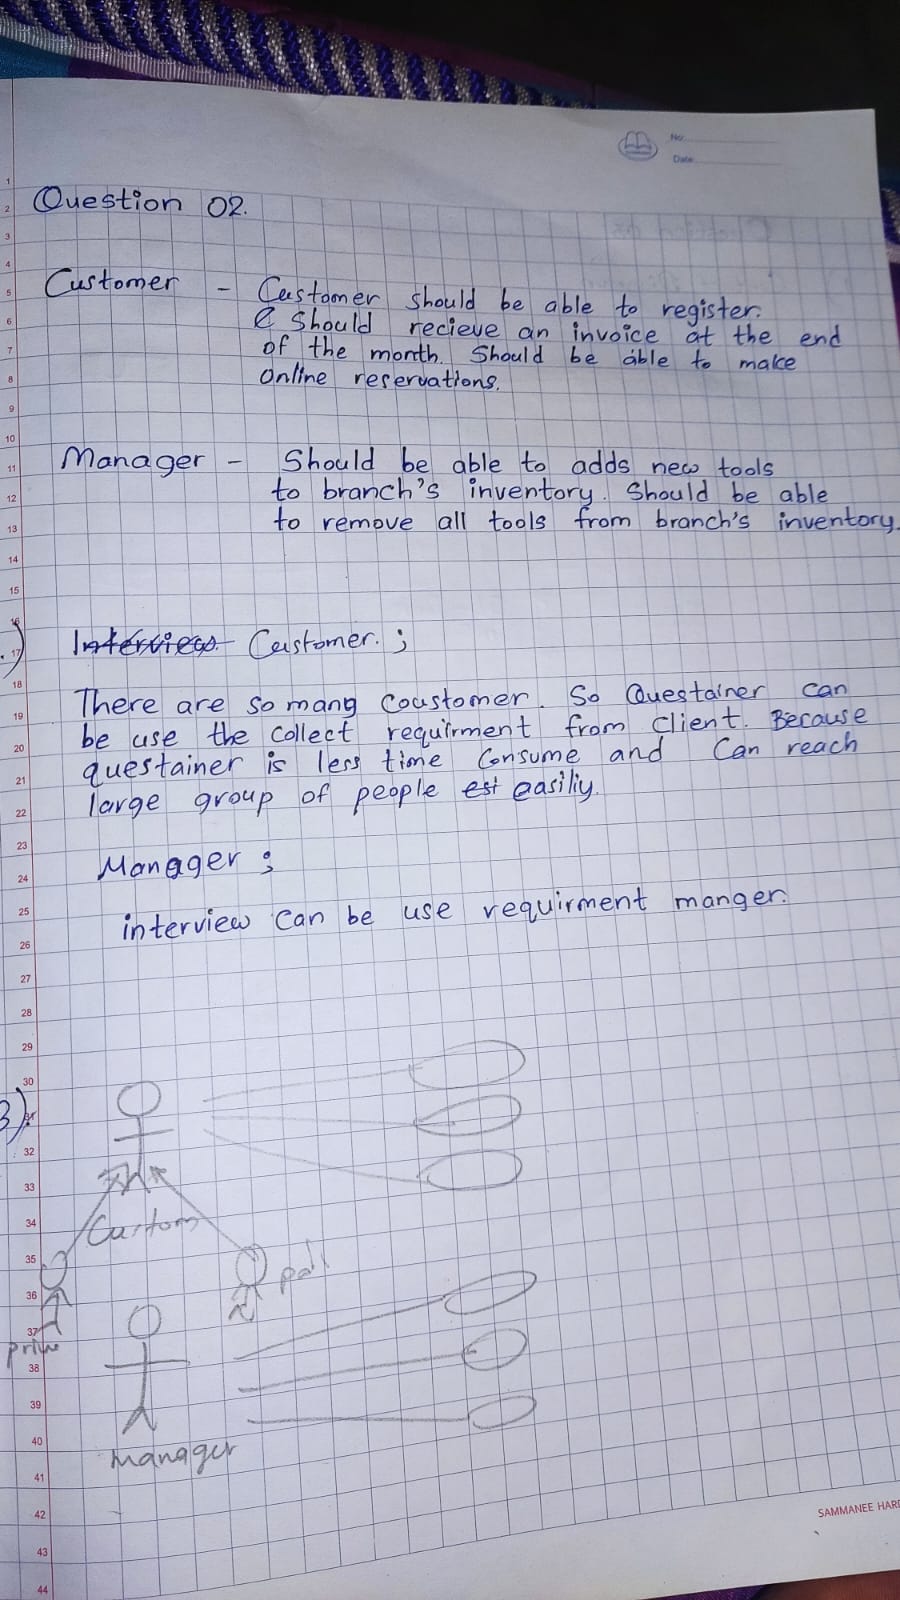 No:
Date
Question 02.
Customer - Customer should be able to register.
& should recieve an invoice at the end
of the month. Should be able to make
Online reservations.
Manager - Should be able to adds new tools
to branch's inventory. Should be able
to remove all tools from branch's inventory.
Interview Customer. ;
There are so mang Coustomer. So Questainer can
be use the collect requirment from client. Because
questainer is less time Consume and Can reach
large group of people est easiliy.
Manager ;
interview can be use requirment manger.
3)
Custom
manager
SAMMANEE HARD
1
2
3
4
5
6
7
8
9
10
11
12
13
14
15
16
17
18
19
20
21
22
23
24
25
26
27
28
29
30
31
32
33
34
35
36
37
38
39
40
41
42
43
44